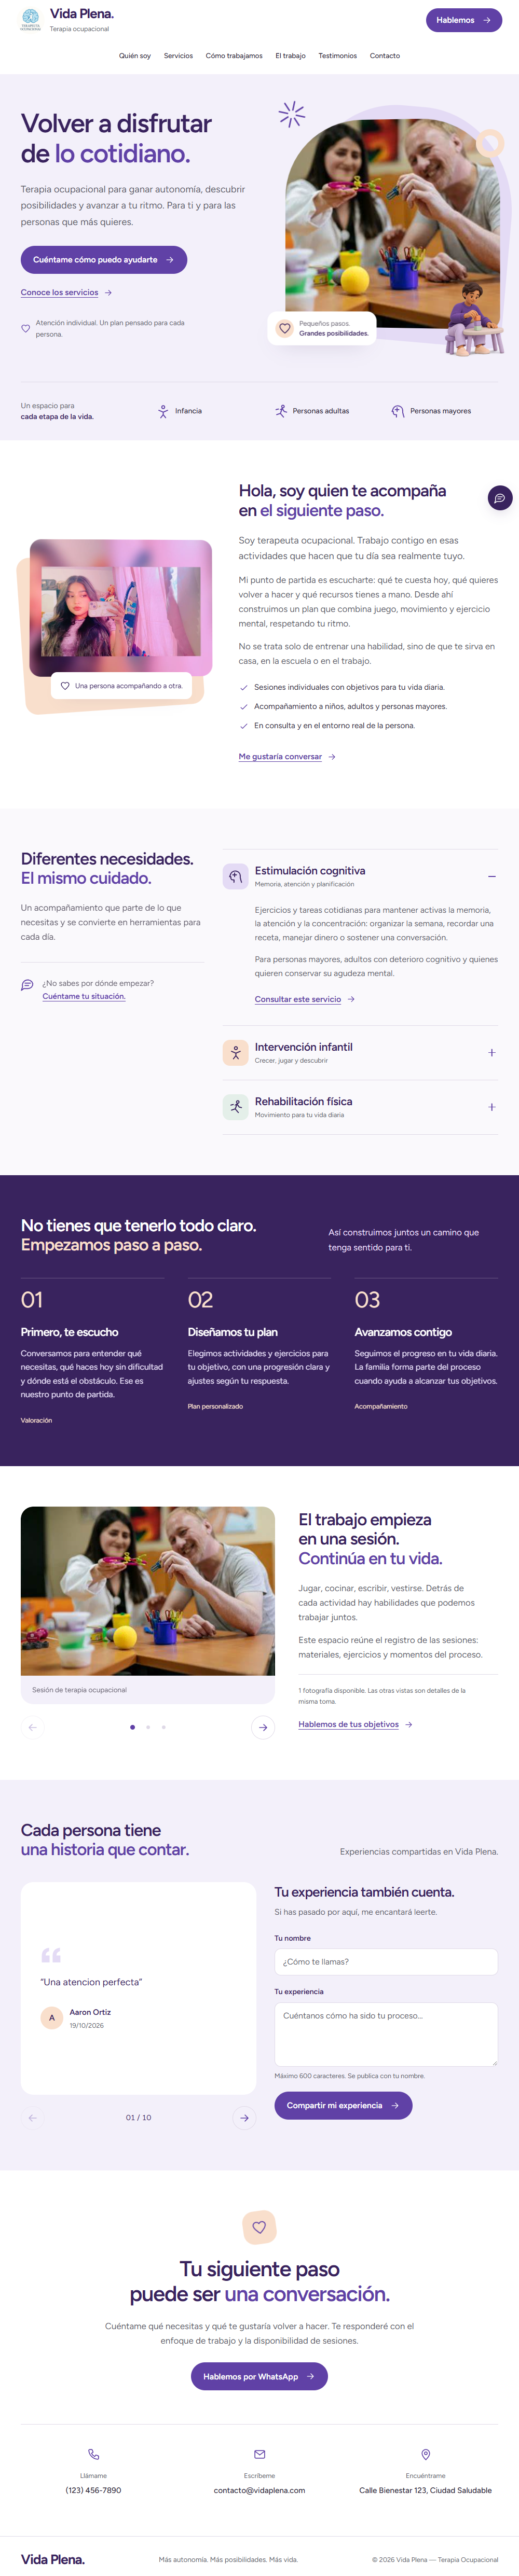 TERAPEUTA
OCUPACIONAL
Vida Plena.
Terapia ocupacional
Hablemos →
Quién soy
Servicios
Cómo trabajamos
El trabajo
Testimonios
Contacto
Volver a disfrutar
de lo cotidiano.
Terapia ocupacional para ganar autonomía, descubrir
posibilidades y avanzar a tu ritmo. Para ti y para las
personas que más quieres.
Cuéntame cómo puedo ayudarte →
Conoce los servicios →
Atención individual. Un plan pensado para cada
persona.
Pequeños pasos.
Grandes posibilidades.
Un espacio para
cada etapa de la vida.
Infancia
Personas adultas
Personas mayores
Hola, soy quien te acompaña
en el siguiente paso.
Soy terapeuta ocupacional. Trabajo contigo en esas
actividades que hacen que tu día sea realmente tuyo.
Mi punto de partida es escucharte: qué te cuesta hoy, qué quieres
volver a hacer y qué recursos tienes a mano. Desde ahí
construimos un plan que combina juego, movimiento y ejercicio
mental, respetando tu ritmo.
No se trata solo de entrenar una habilidad, sino de que te sirva en
casa, en la escuela o en el trabajo.
Sesiones individuales con objetivos para tu vida diaria.
Acompañamiento a niños, adultos y personas mayores.
En consulta y en el entorno real de la persona.
Me gustaría conversar →
Una persona acompañando a otra.
Diferentes necesidades.
El mismo cuidado.
Un acompañamiento que parte de lo que
necesitas y se convierte en herramientas para
cada día.
¿No sabes por dónde empezar?
Cuéntame tu situación.
Estimulación cognitiva
Memoria, atención y planificación
Ejercicios y tareas cotidianas para mantener activas la memoria,
la atención y la concentración: organizar la semana, recordar una
receta, manejar dinero o sostener una conversación.
Para personas mayores, adultos con deterioro cognitivo y quienes
quieren conservar su agudeza mental.
Consultar este servicio →
Intervención infantil
Crecer, jugar y descubrir
Rehabilitación física
Movimiento para tu vida diaria
No tienes que tenerlo todo claro.
Empezamos paso a paso.
Así construimos juntos un camino que
tenga sentido para ti.
01
Primero, te escucho
Conversamos para entender qué
necesitas, qué haces hoy sin dificultad
y dónde está el obstáculo. Ese es
nuestro punto de partida.
Valoración
02
Diseñamos tu plan
Elegimos actividades y ejercicios para
tu objetivo, con una progresión clara y
ajustes según tu respuesta.
Plan personalizado
03
Avanzamos contigo
Seguimos el progreso en tu vida diaria.
La familia forma parte del proceso
cuando ayuda a alcanzar tus objetivos.
Acompañamiento
Sesión de terapia ocupacional
El trabajo empieza
en una sesión.
Continúa en tu vida.
Jugar, cocinar, escribir, vestirse. Detrás de
cada actividad hay habilidades que podemos
trabajar juntos.
Este espacio reúne el registro de las sesiones:
materiales, ejercicios y momentos del proceso.
1 fotografía disponible. Las otras vistas son detalles de la
misma toma.
Hablemos de tus objetivos →
Cada persona tiene
una historia que contar.
Experiencias compartidas en Vida Plena.
“Una atencion perfecta”
A
Aaron Ortiz
19/10/2026
01 / 10
Tu experiencia también cuenta.
Si has pasado por aquí, me encantará leerte.
Tu nombre
¿Cómo te llamas?
Tu experiencia
Cuéntanos cómo ha sido tu proceso...
Máximo 600 caracteres. Se publica con tu nombre.
Compartir mi experiencia →
Tu siguiente paso
puede ser una conversación.
Cuéntame qué necesitas y qué te gustaría volver a hacer. Te responderé con el
enfoque de trabajo y la disponibilidad de sesiones.
Hablemos por WhatsApp →
Llámame
(123) 456-7890
Escríbeme
contacto@vidaplena.com
Encuéntrame
Calle Bienestar 123, Ciudad Saludable
Vida Plena.
Más autonomía. Más posibilidades. Más vida.
© 2026 Vida Plena — Terapia Ocupacional